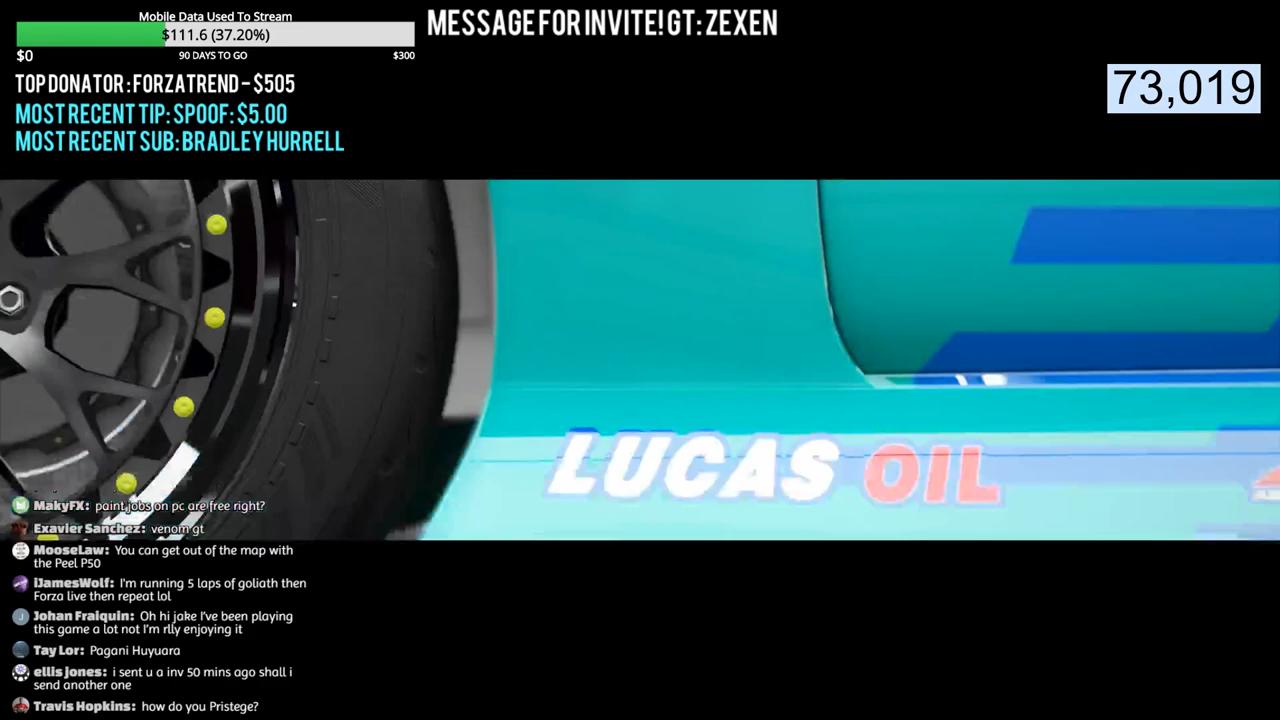 Mobile Data Used To Stream
$111.6 (37.20%)
$0 90 DAYS TO GO $300
MESSAGE FOR INVITE! GT: ZEXEN
TOP DONATOR : FORZATREND - $505
MOST RECENT TIP: SPOOF: $5.00
MOST RECENT SUB: BRADLEY HURRELL
73,019
LUCAS OIL
MakyFX: paint jobs on pc are free right?
Exavier Sanchez: venom gt
MooseLaw: You can get out of the map with
the Peel P50
IJamesWolf: I'm running 5 laps of goliath then
Forza live then repeat lol
Johan Fraiquin: Oh hi jake I've been playing
this game a lot not I'm rlly enjoying it
Tay Lor: Pagani Huyuara
ellis jones: i sent u a inv 50 mins ago shall i
send another one
Travis Hopkins: how do you Pristege?